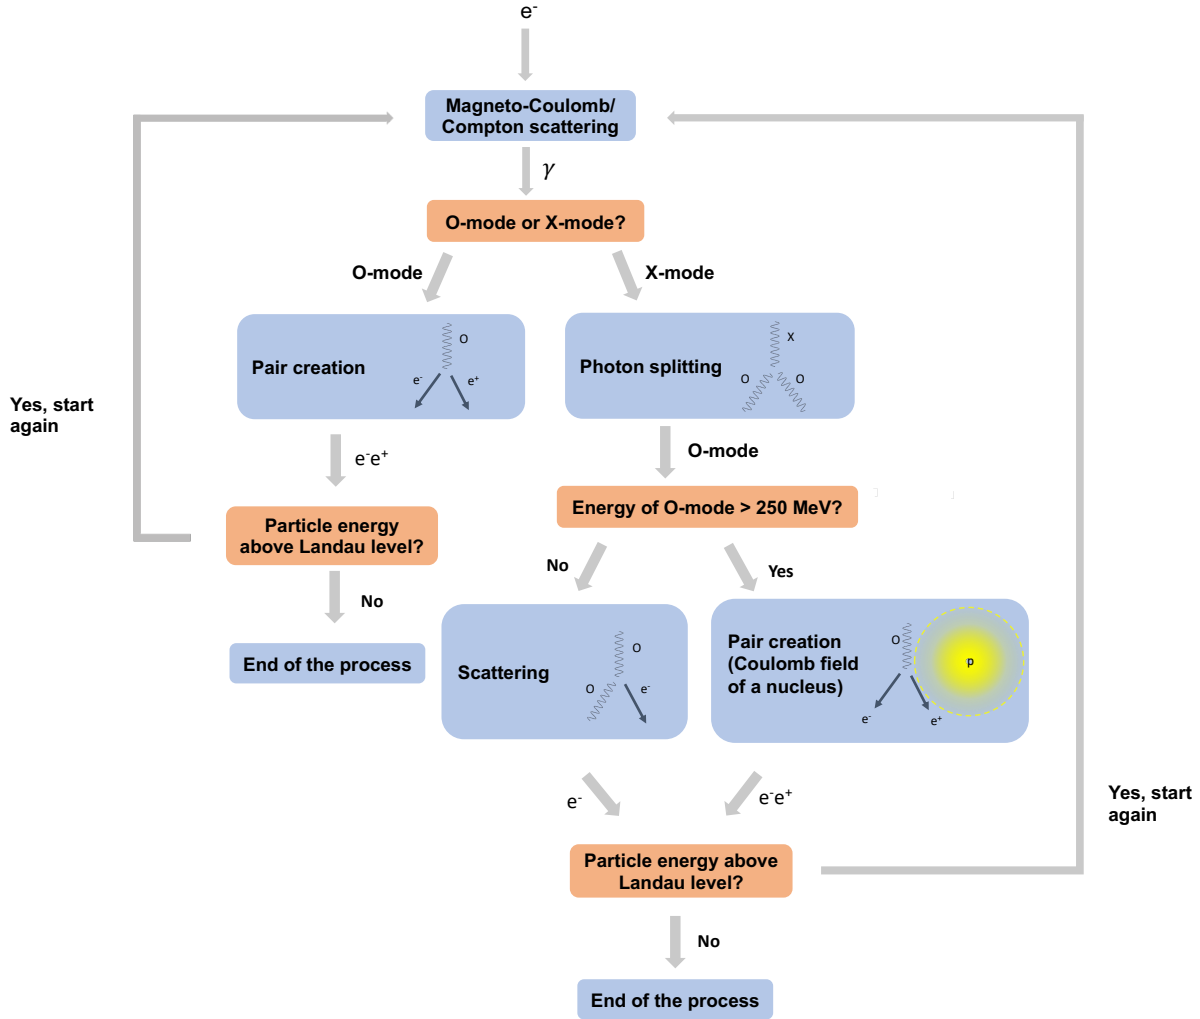 e-
Magneto-Coulomb/
Compton scattering
γ
O-mode or X-mode?
O-mode
X-mode
Pair creation
O
e-
e+
Photon splitting
X
O
O
Yes, start
again
e-e+
O-mode
Particle energy
above Landau level?
Energy of O-mode > 250 MeV?
No
No
Yes
End of the process
Scattering
O
O
e-
Pair creation
(Coulomb field
of a nucleus)
O
p
e-
e+
e-
e-e+
Yes, start
again
Particle energy above
Landau level?
No
End of the process